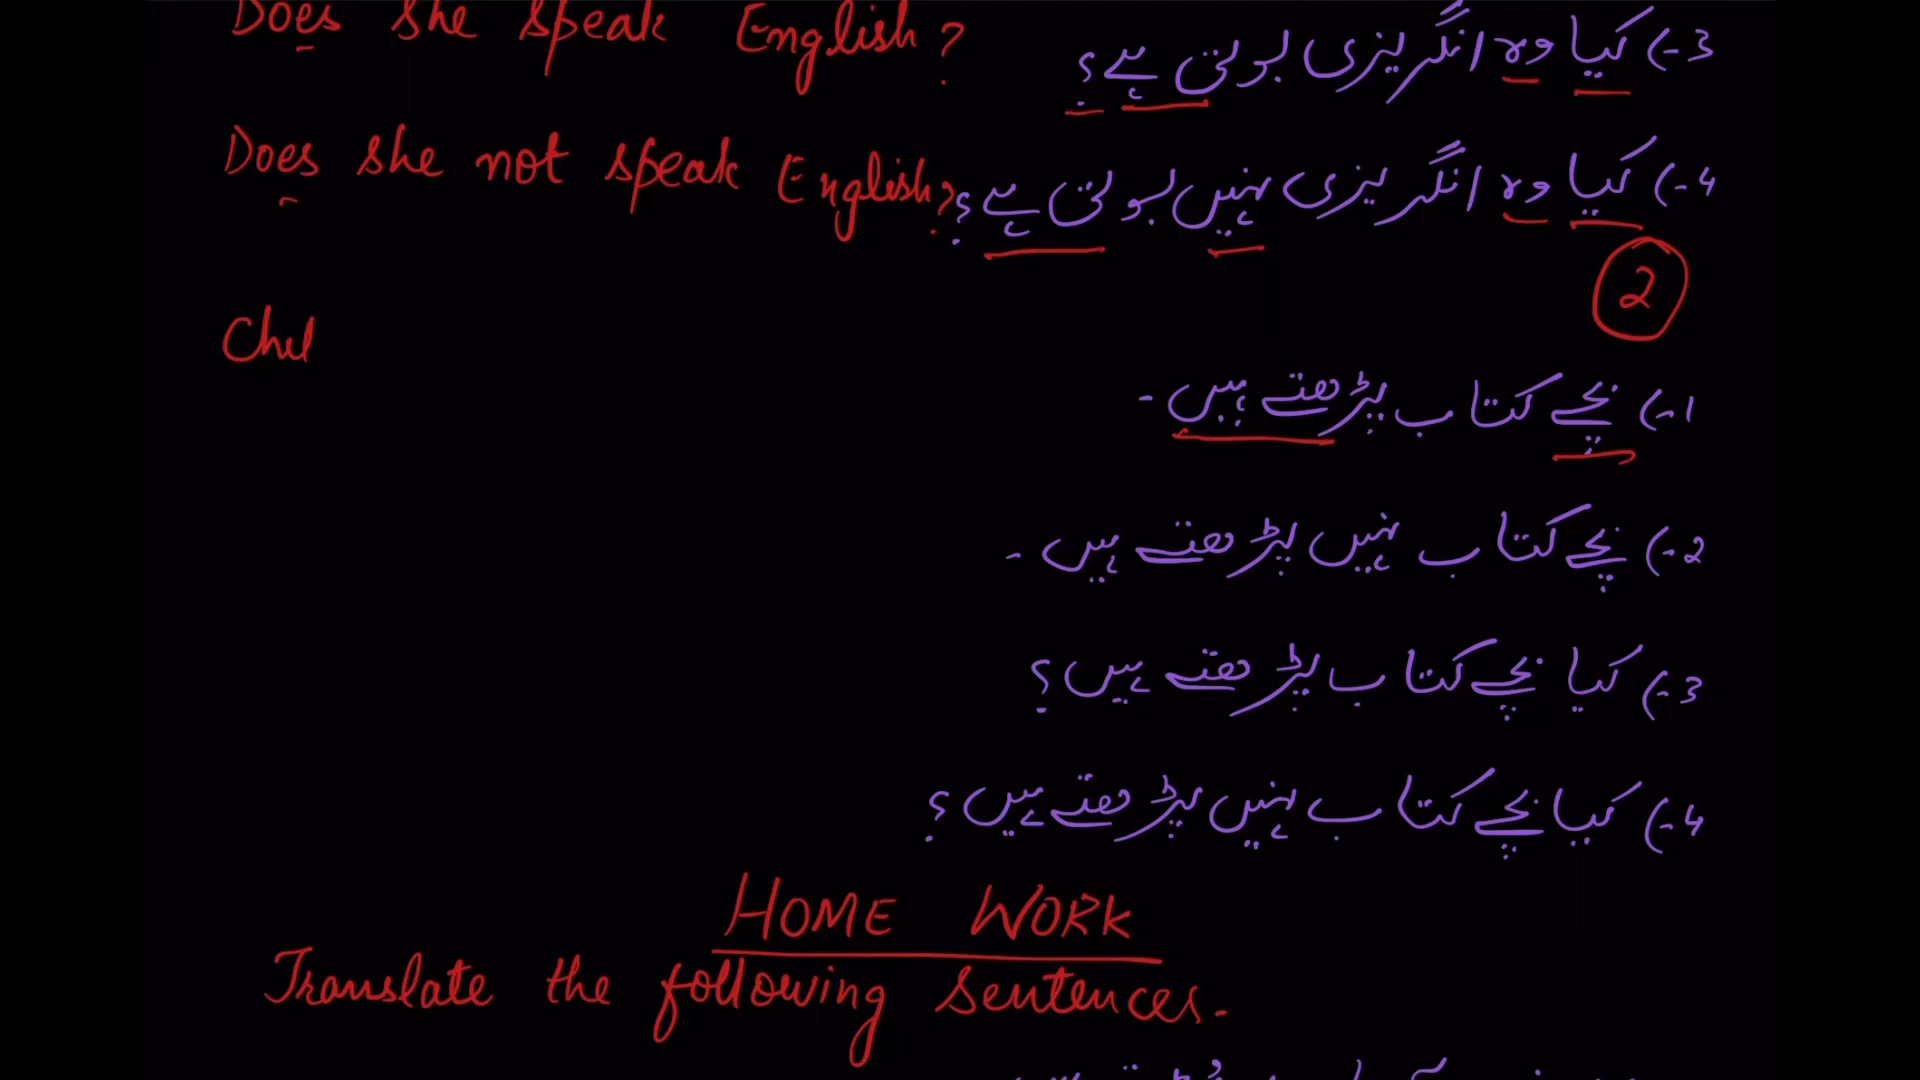 Does she speak English?
3-) کیا وہ انگریزی بولتی ہے؟
Does she not speak English?
4-) کیا وہ انگریزی نہیں بولتی ہے؟
2
Chil
1-) بچے کتاب پڑھتے ہیں -
2-) بچے کتاب نہیں پڑھتے ہیں -
3-) کیا بچے کتاب پڑھتے ہیں؟
4-) کیا بچے کتاب نہیں پڑھتے ہیں؟
HOME WORK
Translate the following sentences.